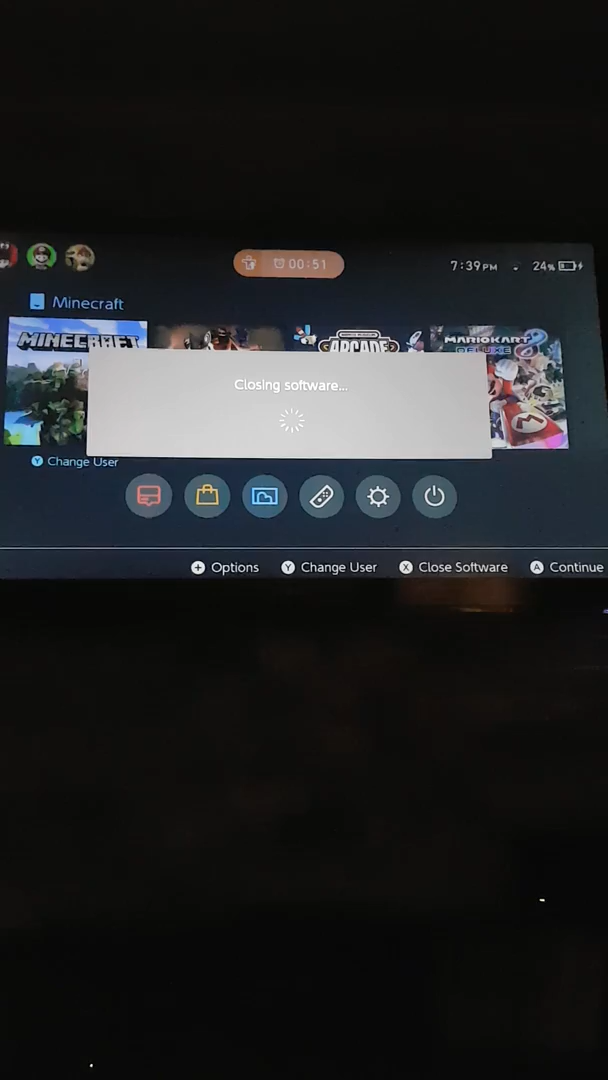 00:51
7:39 PM
24%
Minecraft
MINECRAFT
ARCADE
MARIOKART 8
DELUXE
Closing software...
Y Change User
+ Options
Y Change User
X Close Software
A Continue